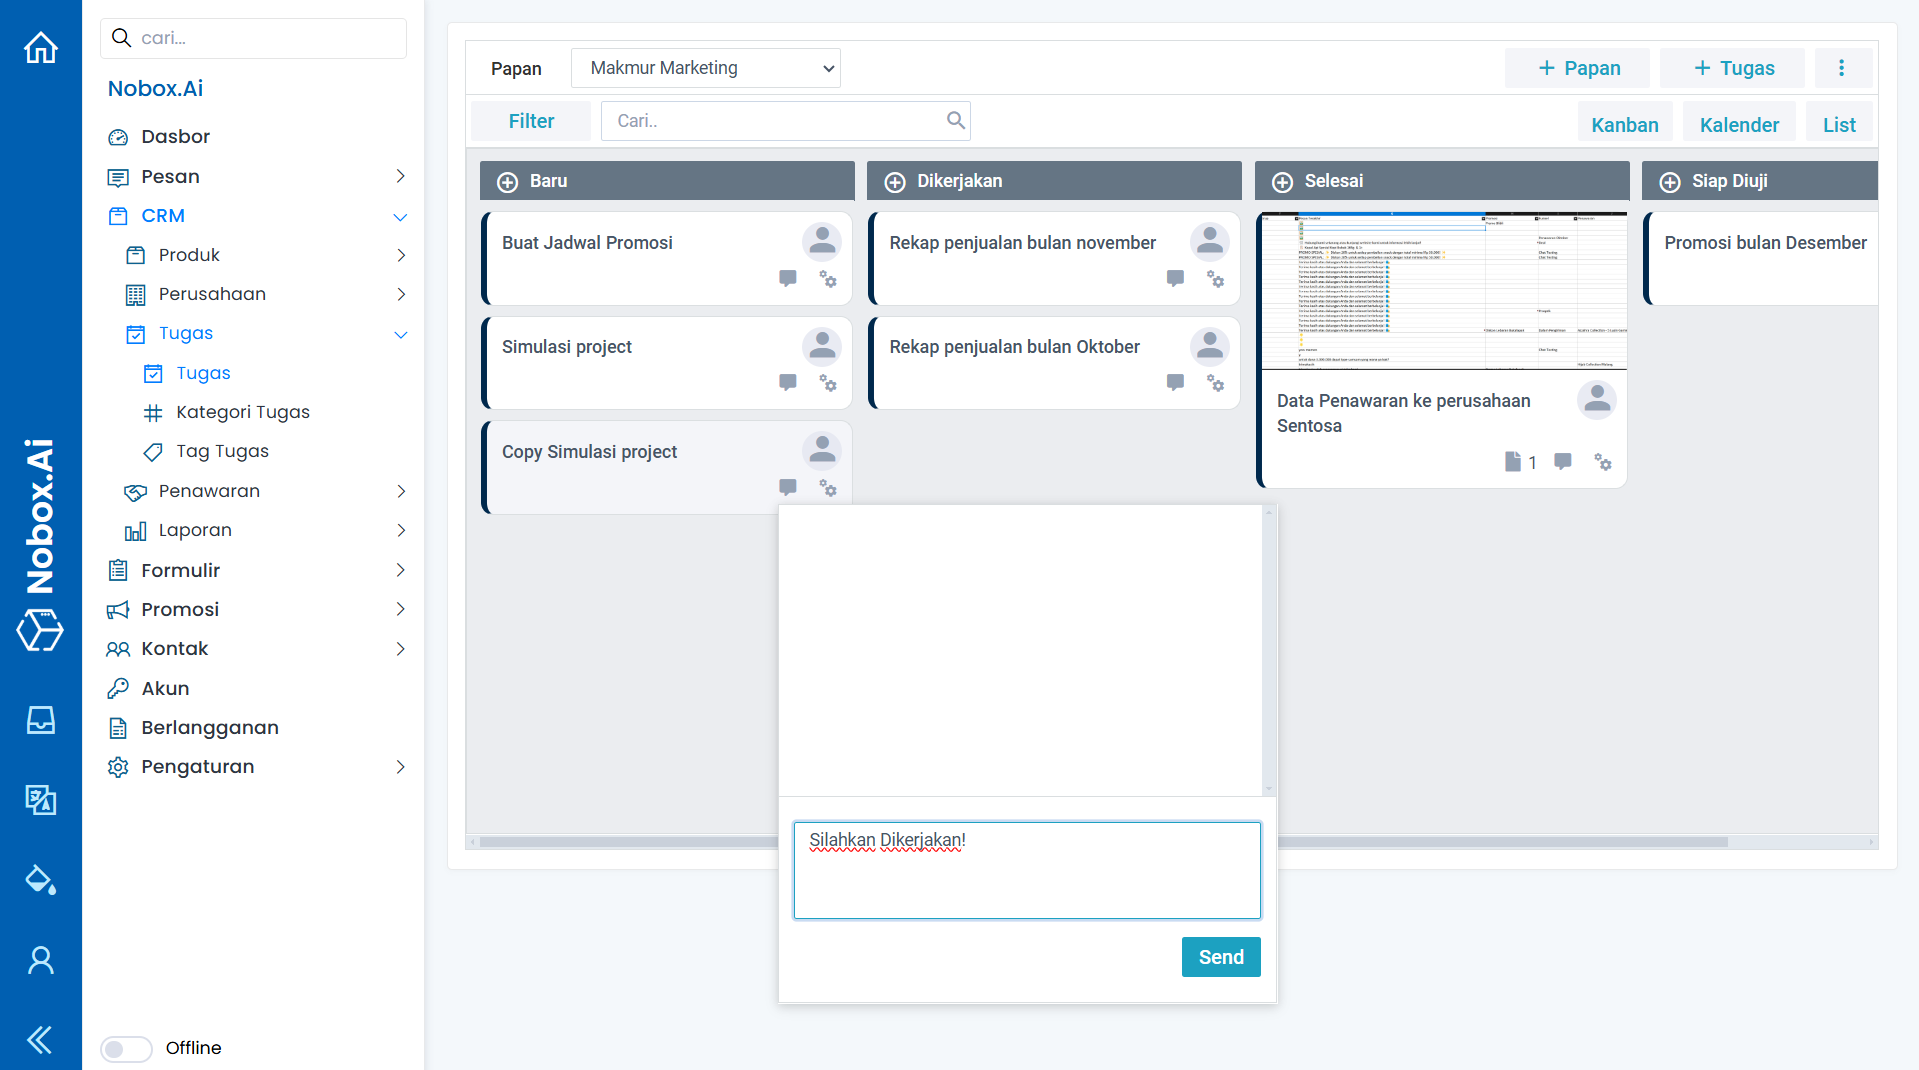 cari...
Nobox.Ai
Dasbor
Pesan
CRM
Produk
Perusahaan
Tugas
Tugas
Kategori Tugas
Tag Tugas
Penawaran
Laporan
Formulir
Promosi
Kontak
Akun
Berlangganan
Pengaturan
Offline
Nobox.Ai
Papan
Makmur Marketing
+ Papan
+ Tugas
Filter
Cari..
Kanban
Kalender
List
Baru
Buat Jadwal Promosi
Simulasi project
Copy Simulasi project
Dikerjakan
Rekap penjualan bulan november
Rekap penjualan bulan Oktober
Selesai
Data Penawaran ke perusahaan
Sentosa
1
Siap Diuji
Promosi bulan Desember
Silahkan Dikerjakan!
Send